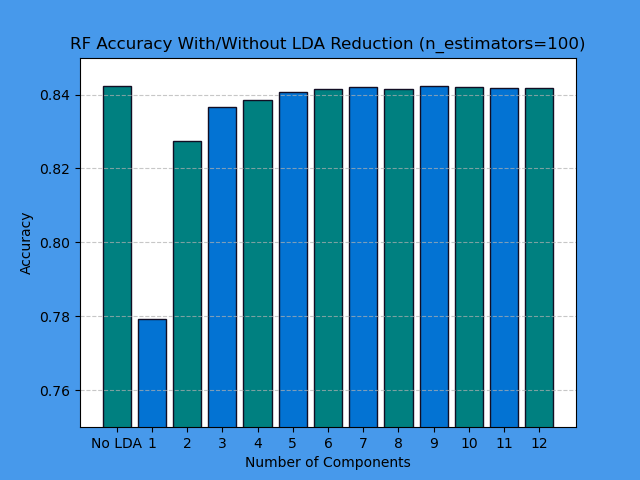 RF Accuracy With/Without LDA Reduction (n_estimators=100)
0.84
0.82
0.80
0.78
0.76
Accuracy
No LDA 1 2 3 4 5 6 7 8 9 10 11 12
Number of Components